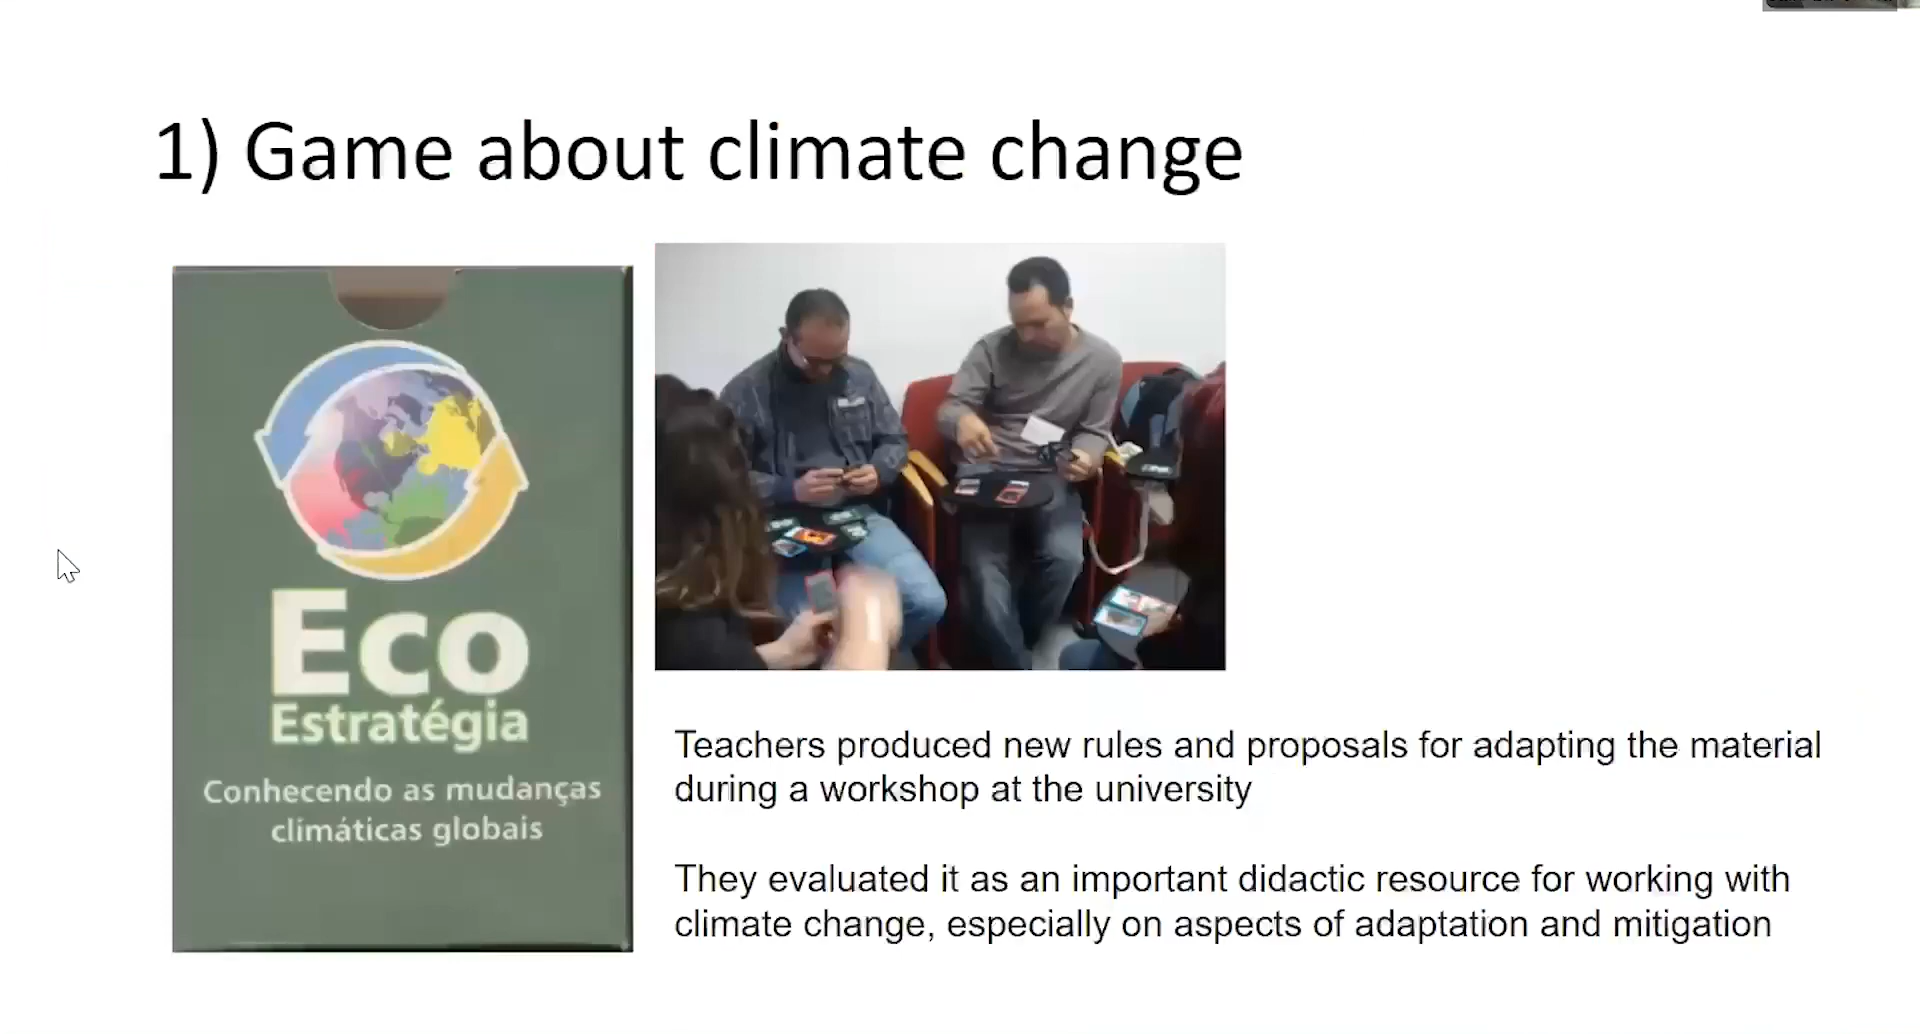 1) Game about climate change
Eco
Estratégia
Conhecendo as mudanças
climáticas globais
Teachers produced new rules and proposals for adapting the material
during a workshop at the university
They evaluated it as an important didactic resource for working with
climate change, especially on aspects of adaptation and mitigation